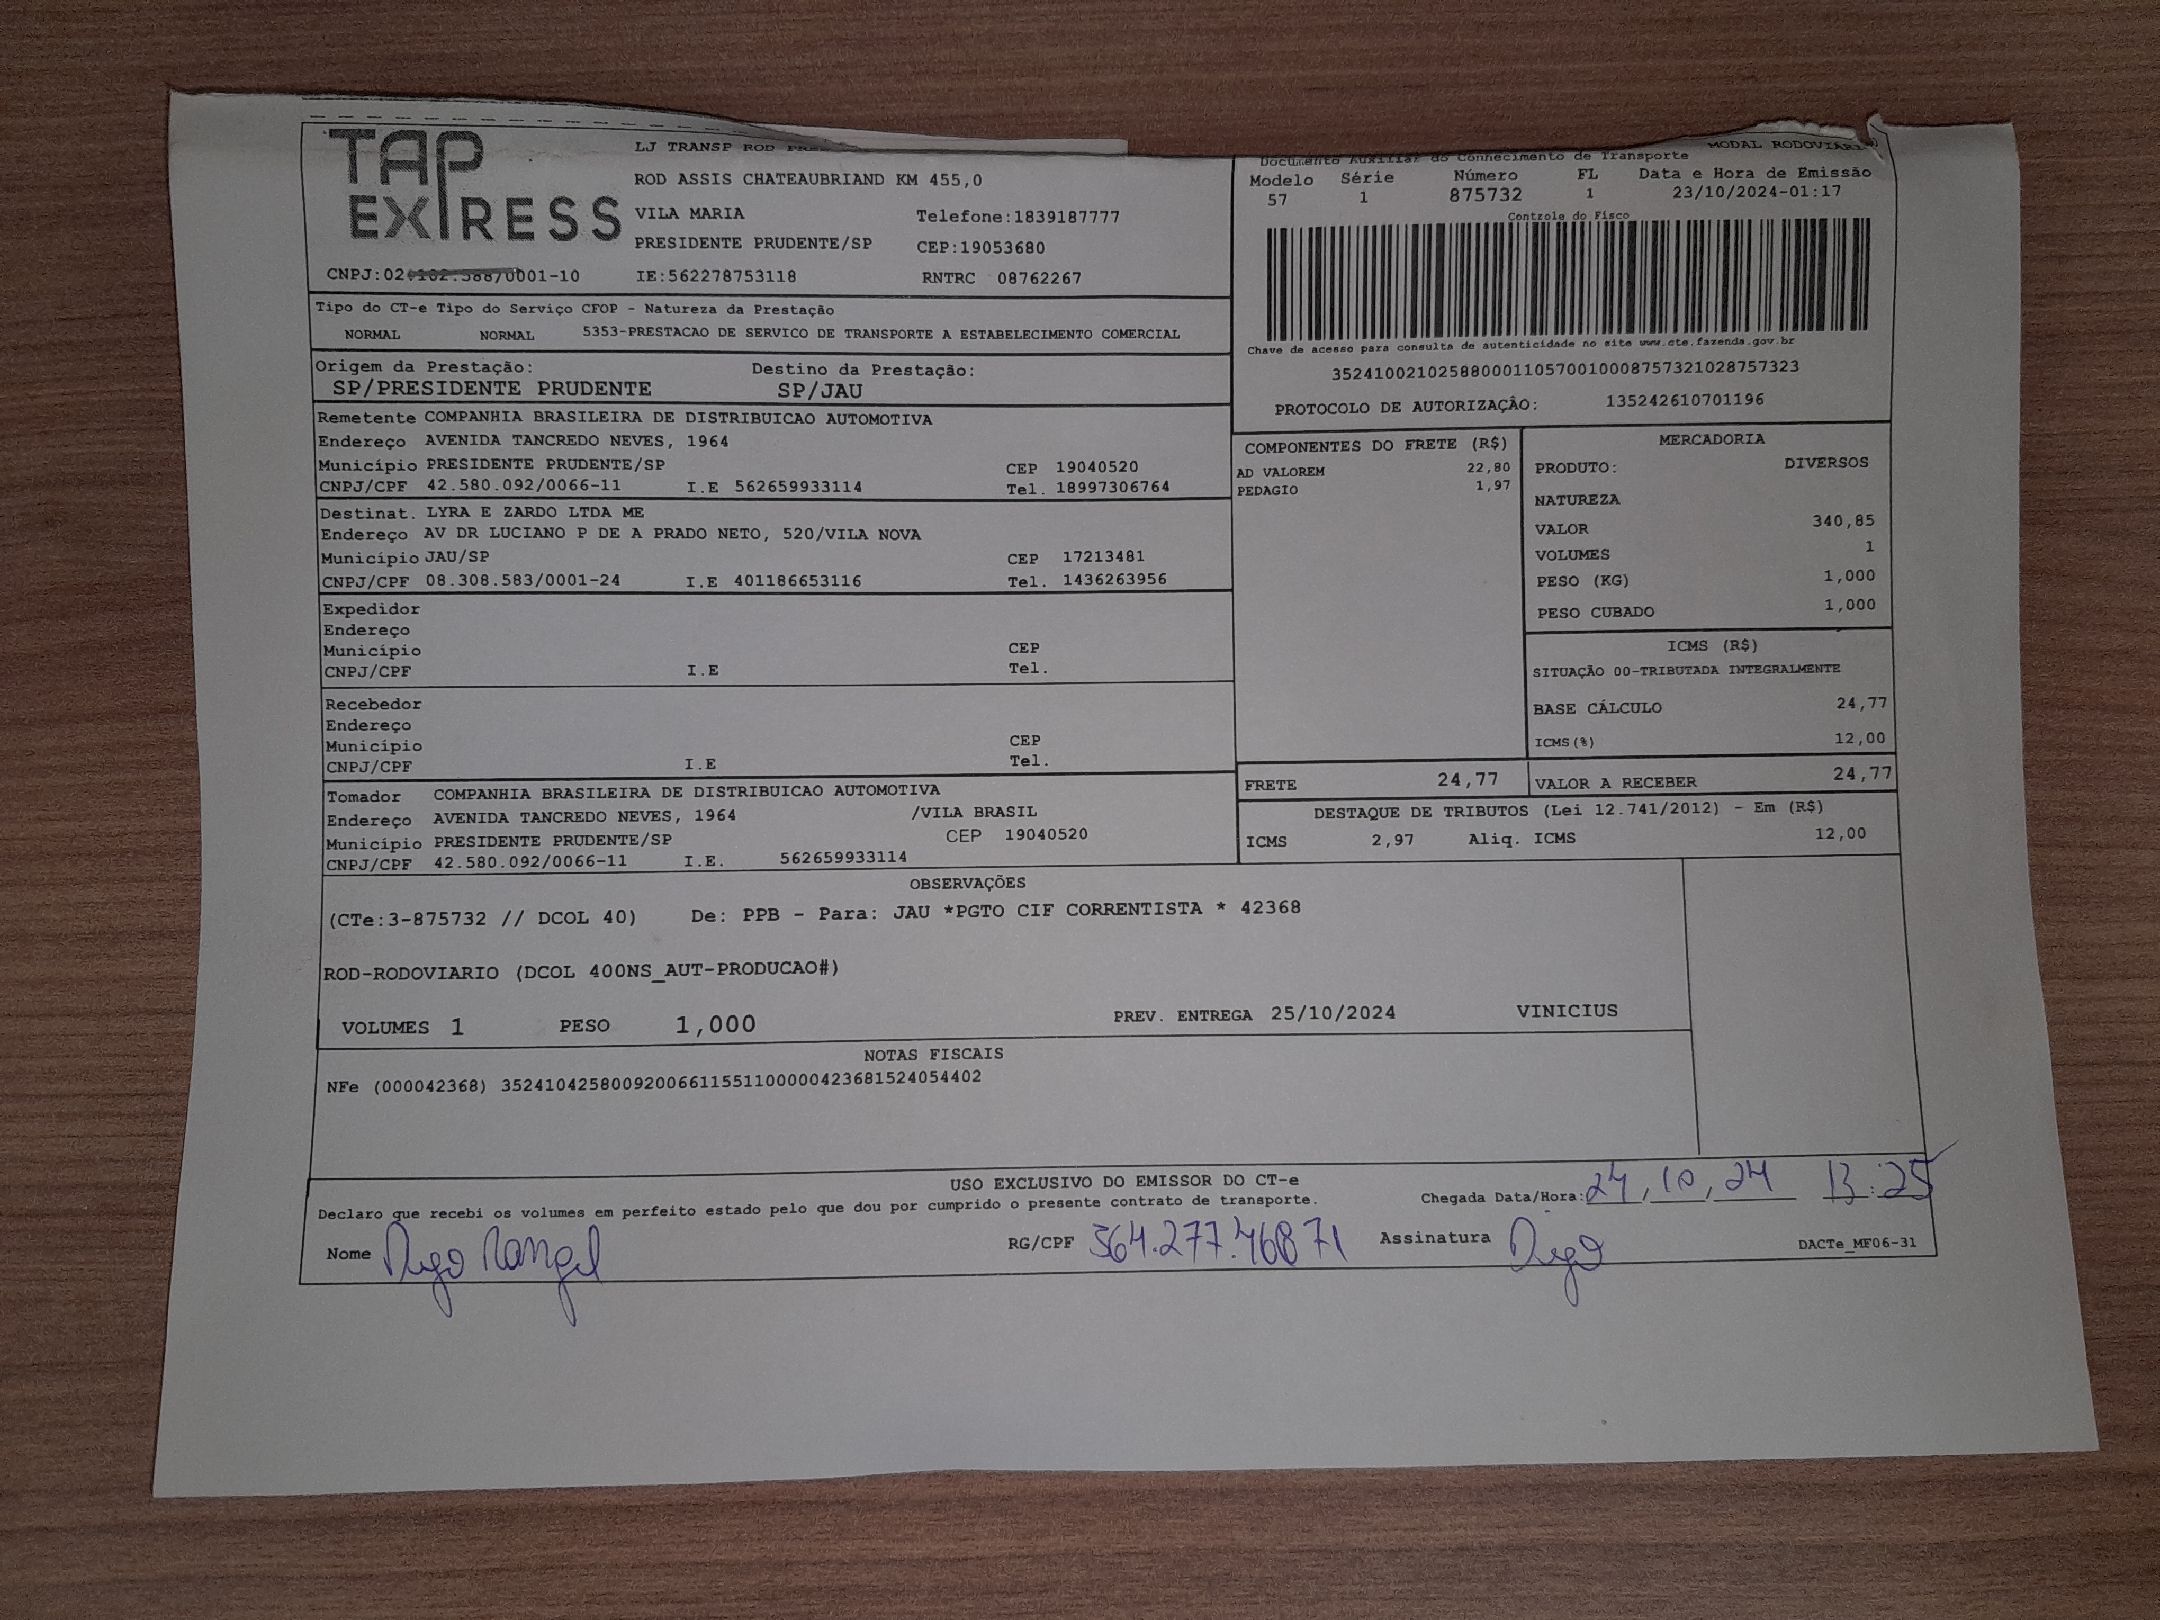 TAP EXPRESS
LJ TRANSP ROD
ROD ASSIS CHATEAUBRIAND KM 455,0
VILA MARIA Telefone:1839187777
PRESIDENTE PRUDENTE/SP CEP:19053680
CNPJ:02.102.588/0001-10 IE:562278753118 RNTRC 08762267
MODAL RODOVIARIO
Documento Auxiliar do Conhecimento de Transporte
Modelo Série Número FL Data e Hora de Emissão
57 1 875732 1 23/10/2024-01:17
Controle do Fisco
Chave de acesso para consulta de autenticidade no site www.cte.fazenda.gov.br
35241002102588000110570010008757321028757323
PROTOCOLO DE AUTORIZAÇÂO: 135242610701196
Tipo do CT-e Tipo do Serviço CFOP - Natureza da Prestação
NORMAL NORMAL 5353-PRESTACAO DE SERVICO DE TRANSPORTE A ESTABELECIMENTO COMERCIAL
Origem da Prestação: Destino da Prestação:
SP/PRESIDENTE PRUDENTE SP/JAU
Remetente COMPANHIA BRASILEIRA DE DISTRIBUICAO AUTOMOTIVA
Endereço AVENIDA TANCREDO NEVES, 1964
Município PRESIDENTE PRUDENTE/SP CEP 19040520
CNPJ/CPF 42.580.092/0066-11 I.E 562659933114 Tel. 18997306764
Destinat. LYRA E ZARDO LTDA ME
Endereço AV DR LUCIANO P DE A PRADO NETO, 520/VILA NOVA
Município JAU/SP CEP 17213481
CNPJ/CPF 08.308.583/0001-24 I.E 401186653116 Tel. 1436263956
Expedidor
Endereço
Município CEP
CNPJ/CPF I.E Tel.
Recebedor
Endereço
Município CEP
CNPJ/CPF I.E Tel.
Tomador COMPANHIA BRASILEIRA DE DISTRIBUICAO AUTOMOTIVA
Endereço AVENIDA TANCREDO NEVES, 1964 /VILA BRASIL
Município PRESIDENTE PRUDENTE/SP CEP 19040520
CNPJ/CPF 42.580.092/0066-11 I.E. 562659933114
COMPONENTES DO FRETE (R$)
AD VALOREM 22,80
PEDAGIO 1,97
MERCADORIA
PRODUTO: DIVERSOS
NATUREZA
VALOR 340,85
VOLUMES 1
PESO (KG) 1,000
PESO CUBADO 1,000
ICMS (R$)
SITUAÇÃO 00-TRIBUTADA INTEGRALMENTE
BASE CÁLCULO 24,77
ICMS(%) 12,00
FRETE 24,77 VALOR A RECEBER 24,77
DESTAQUE DE TRIBUTOS (Lei 12.741/2012) - Em (R$)
ICMS 2,97 Aliq. ICMS 12,00
OBSERVAÇÕES
(CTe:3-875732 // DCOL 40) De: PPB - Para: JAU *PGTO CIF CORRENTISTA * 42368
ROD-RODOVIARIO (DCOL 400NS_AUT-PRODUCAO#)
VOLUMES 1 PESO 1,000 PREV. ENTREGA 25/10/2024 VINICIUS
NOTAS FISCAIS
NFe (000042368) 35241042580092006611551100000423681524054402
USO EXCLUSIVO DO EMISSOR DO CT-e
Declaro que recebi os volumes em perfeito estado pelo que dou por cumprido o presente contrato de transporte. Chegada Data/Hora: 24,10,24 13:25
Nome Diego Rangel RG/CPF 364.277.468 71 Assinatura Diego DACTe_MF06-31